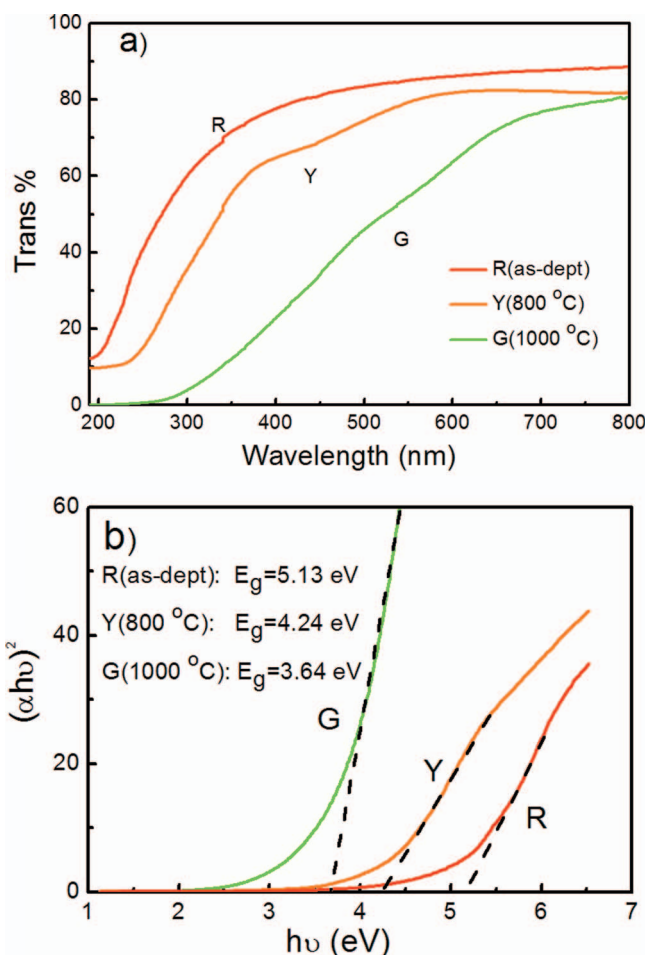 a)
100
80
60
40
20
0
Trans %
R
Y
G
R(as-dept)
Y(800 °C)
G(1000 °C)
200 300 400 500 600 700 800
Wavelength (nm)
b)
60
40
20
0
(αhυ)²
R(as-dept): Eg=5.13 eV
Y(800 °C): Eg=4.24 eV
G(1000 °C): Eg=3.64 eV
G
Y
R
1 2 3 4 5 6 7
hυ (eV)